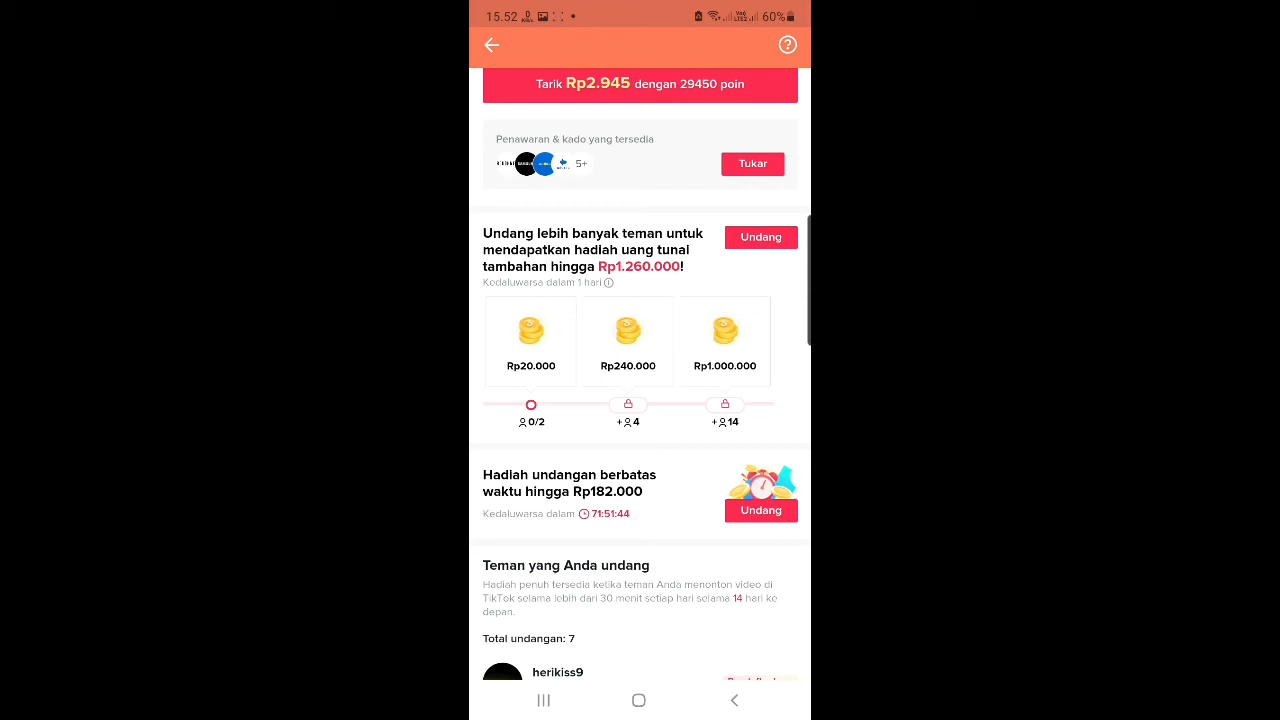 15.52
60%
Tarik Rp2.945 dengan 29450 poin
Penawaran & kado yang tersedia
5+
Tukar
Undang lebih banyak teman untuk
mendapatkan hadiah uang tunai
tambahan hingga Rp1.260.000!
Undang
Kedaluwarsa dalam 1 hari
Rp20.000
Rp240.000
Rp1.000.000
0/2
+4
+14
Hadiah undangan berbatas
waktu hingga Rp182.000
Kedaluwarsa dalam 71:51:44
Undang
Teman yang Anda undang
Hadiah penuh tersedia ketika teman Anda menonton video di
TikTok selama lebih dari 30 menit setiap hari selama 14 hari ke
depan.
Total undangan: 7
herikiss9